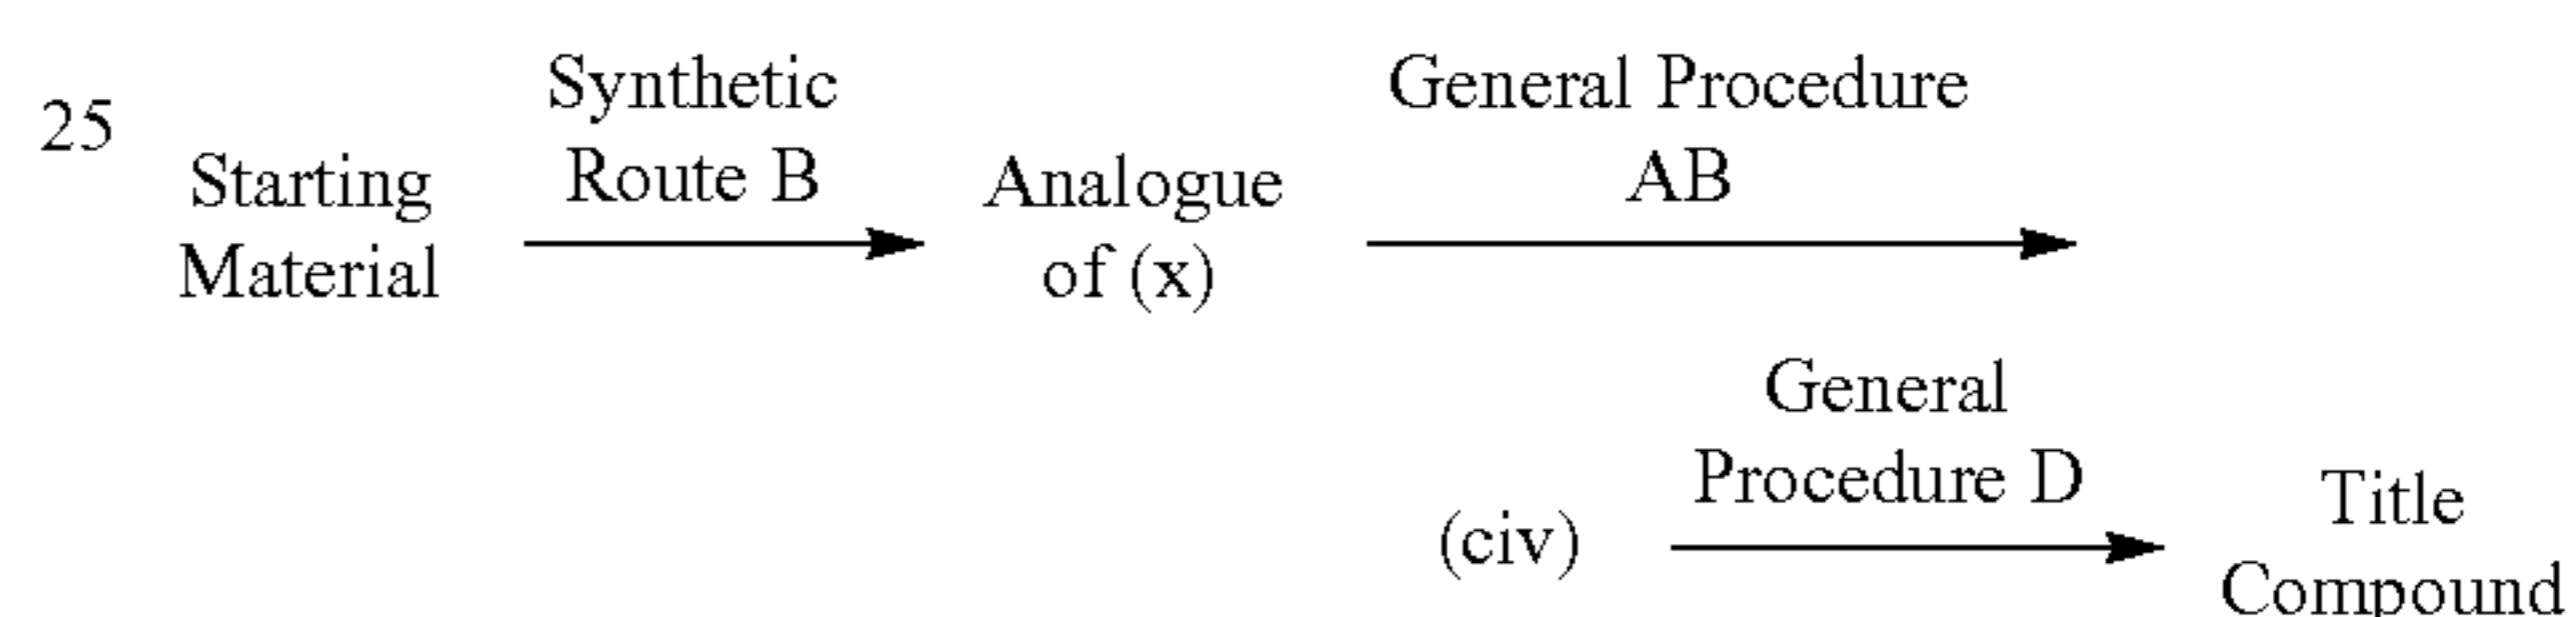 25
Starting
Material
Synthetic
Route B
Analogue
of (x)
General Procedure
AB
(civ)
General
Procedure D
Title
Compound